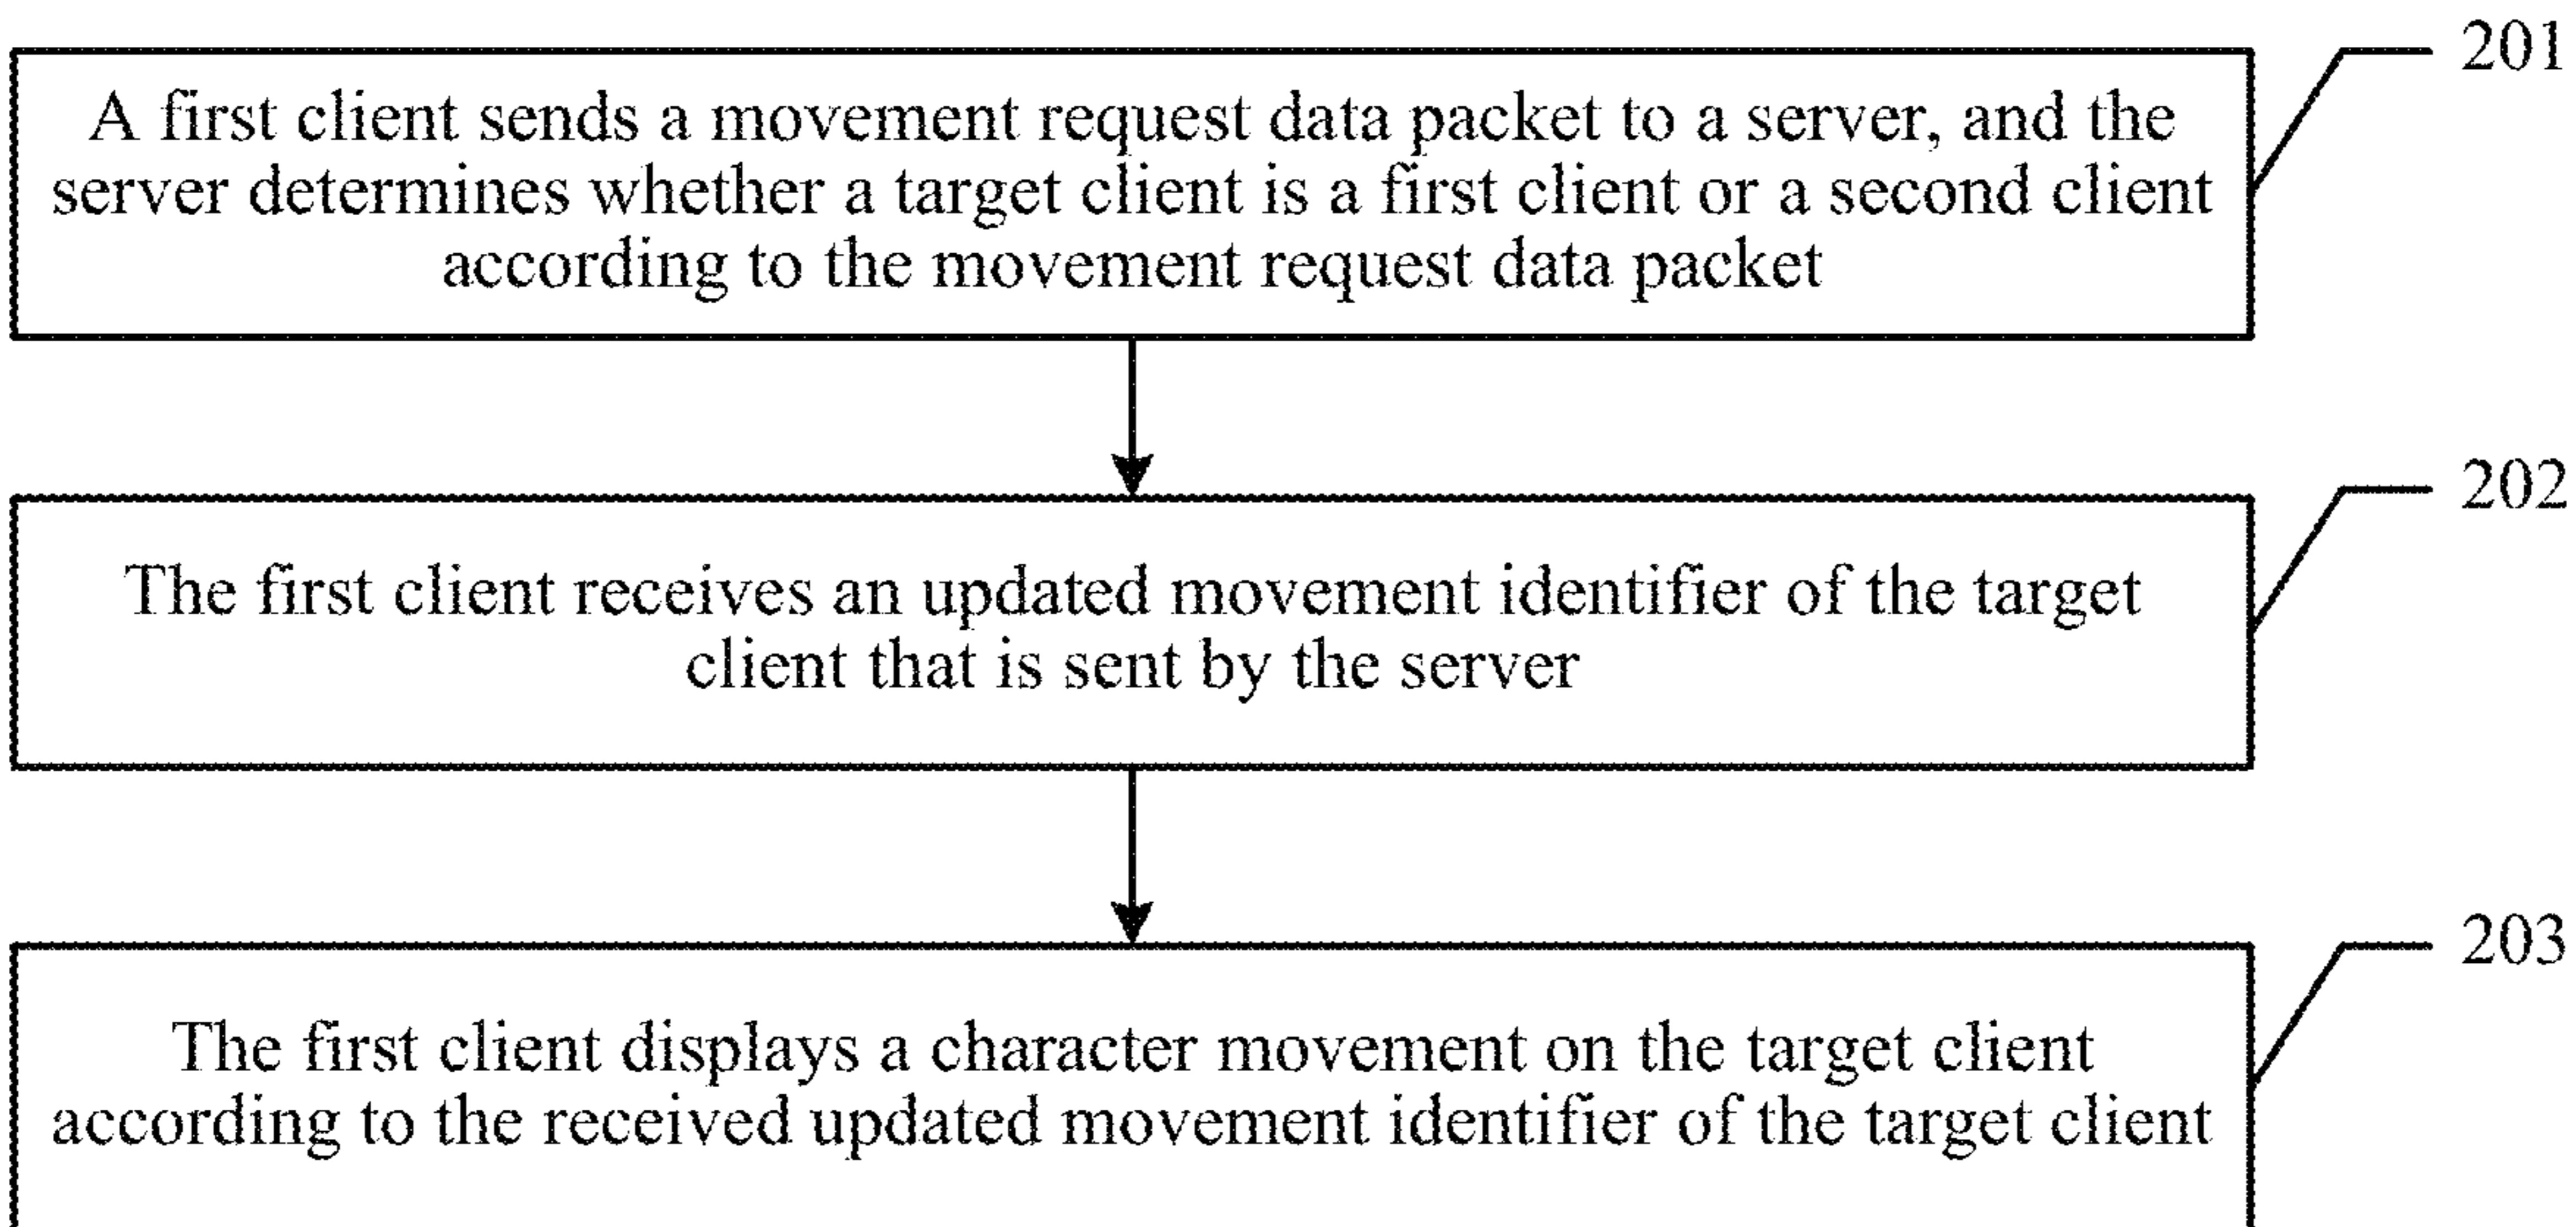 201
A first client sends a movement request data packet to a server, and the
server determines whether a target client is a first client or a second client
according to the movement request data packet
202
The first client receives an updated movement identifier of the target
client that is sent by the server
203
The first client displays a character movement on the target client
according to the received updated movement identifier of the target client